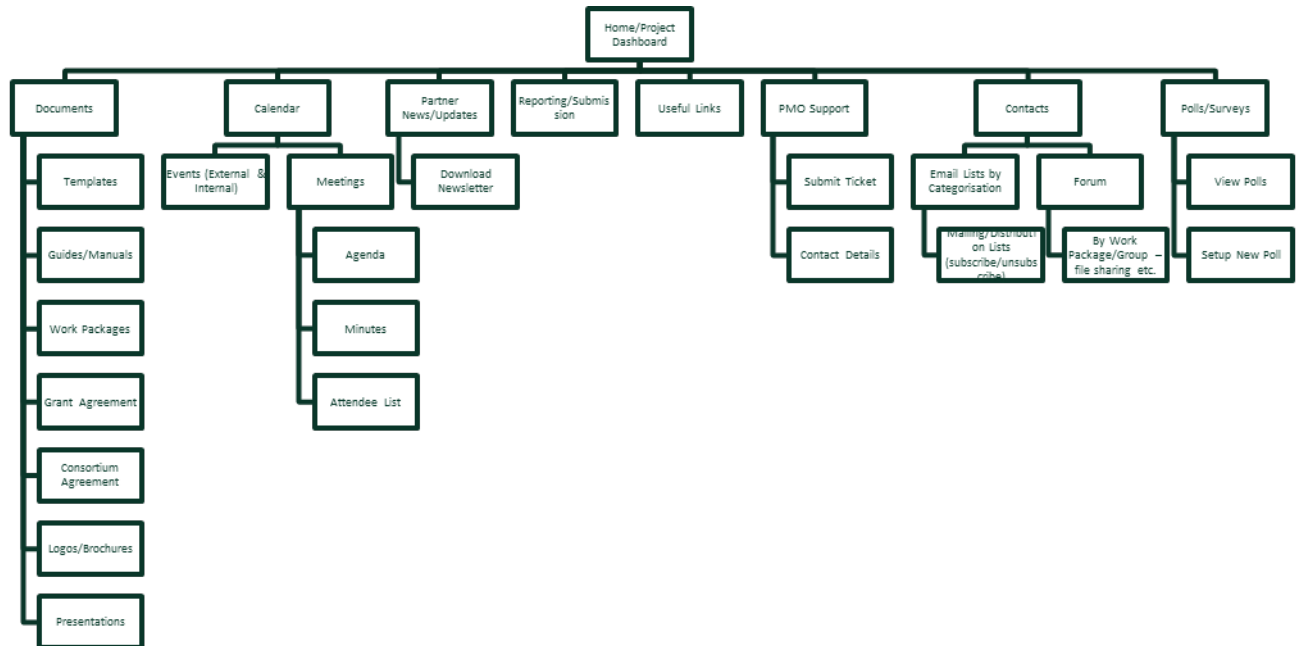 Home/Project
Dashboard
Documents
Calendar
Partner
News/Updates
Reporting/Submis
sion
Useful Links
PMO Support
Contacts
Polls/Surveys
Templates
Events (External &
Internal)
Meetings
Download
Newsletter
Submit Ticket
Email Lists by
Categorisation
Forum
View Polls
Guides/Manuals
Agenda
Contact Details
Mailing/Distributi
on Lists
(subscribe/unsubs
cribe)
By Work
Package/Group –
file sharing etc.
Setup New Poll
Work Packages
Minutes
Grant Agreement
Attendee List
Consortium
Agreement
Logos/Brochures
Presentations